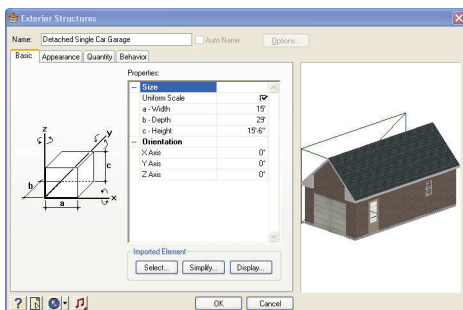 Exterior Structures
Name: Detached Single Car Garage Auto Name Options...
Basic Appearance Quantity Behavior
Properties:
Size
Uniform Scale
a - Width 15'
b - Depth 29'
c - Height 15'-6"
Orientation
X Axis 0°
Y Axis 0°
Z Axis 0°
z
y
c
b
x
a
Imported Element
Select... Simplify... Display...
?
OK Cancel